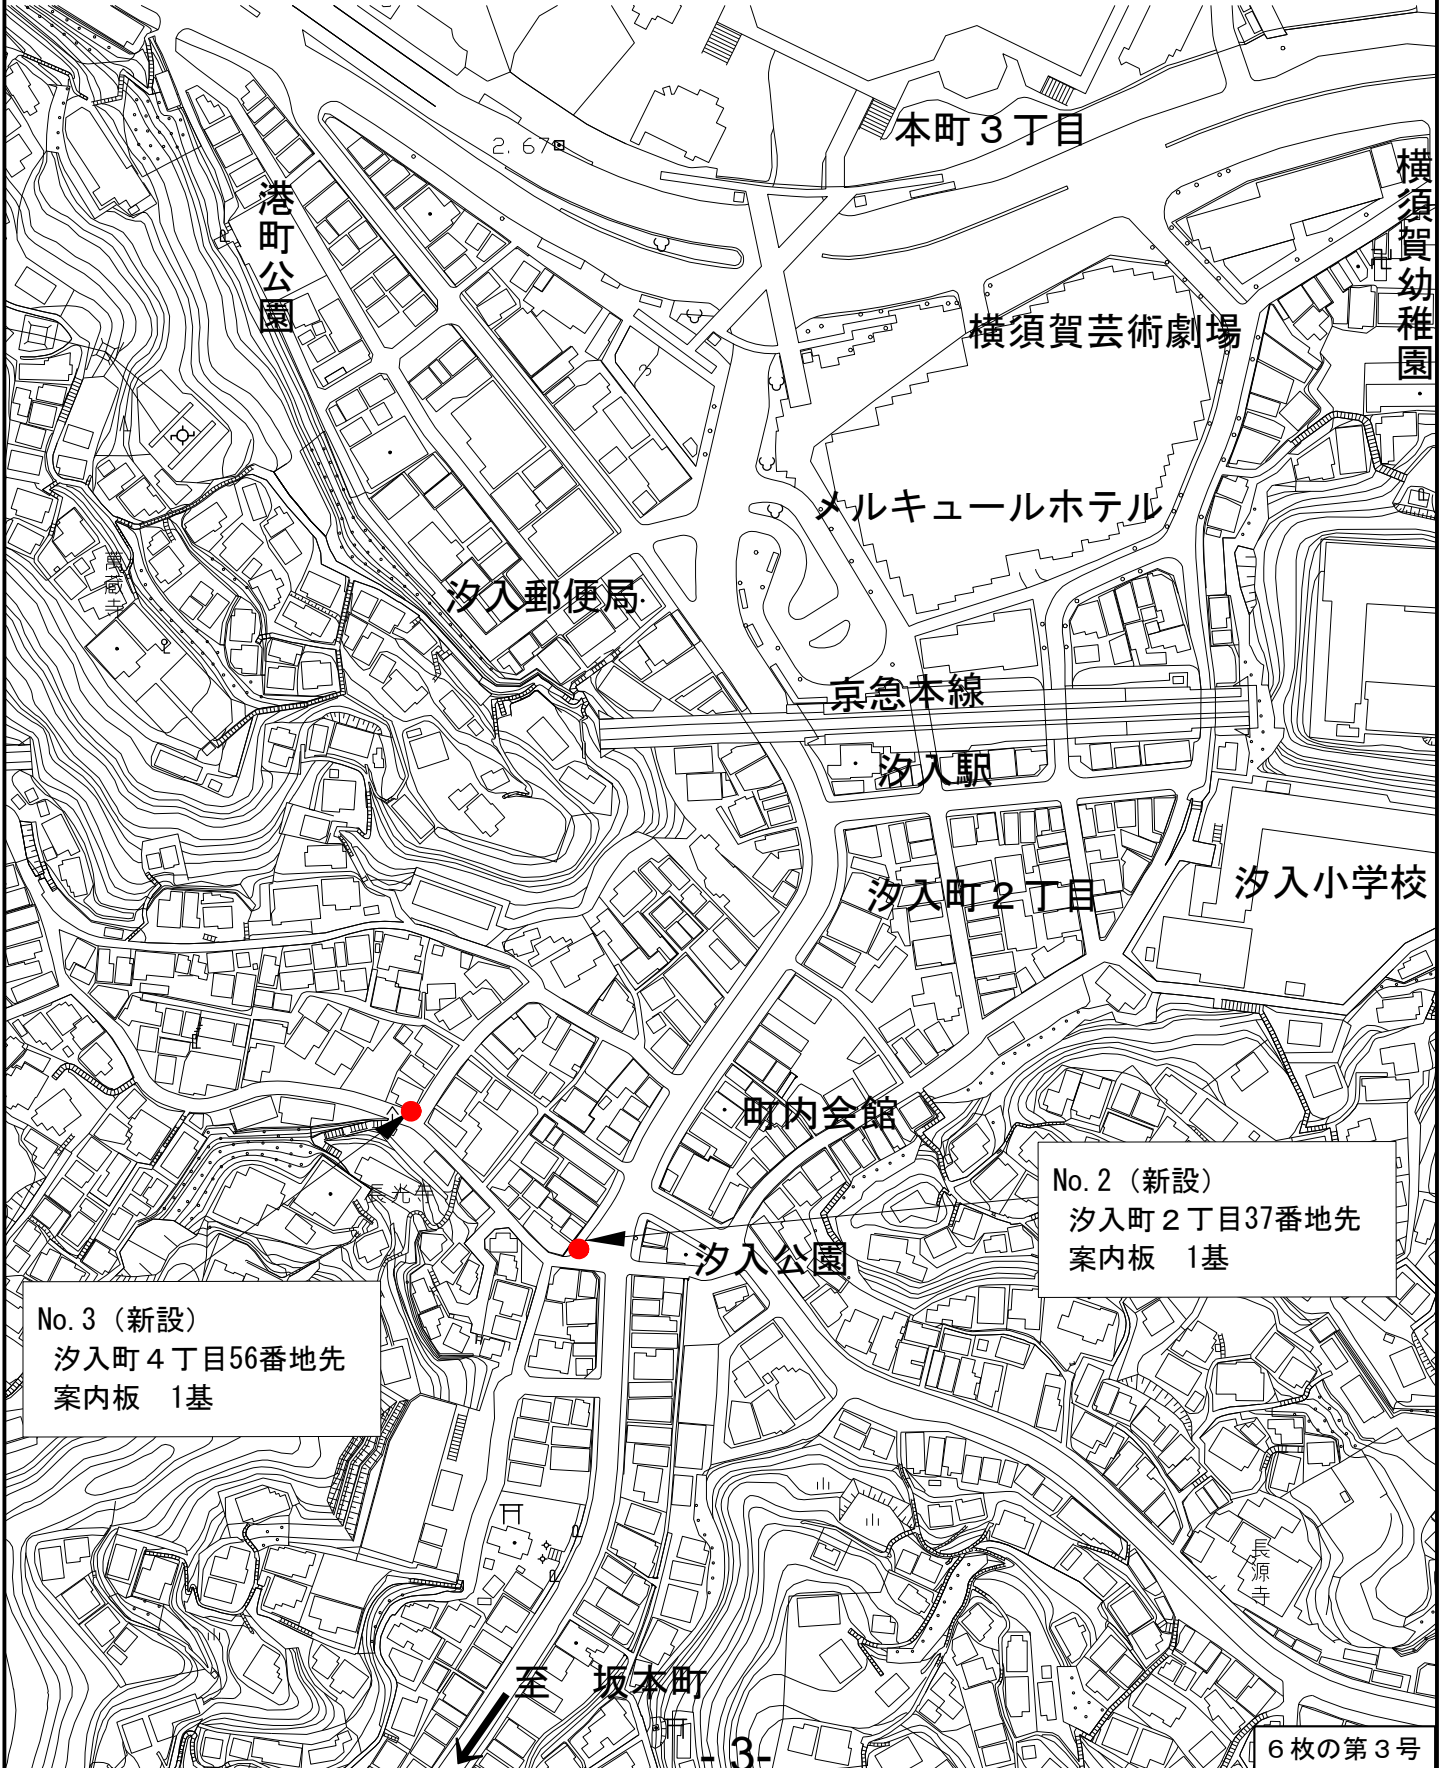 本町３丁目
2.67
横須賀幼稚園
港町公園
横須賀芸術劇場
メルキュールホテル
萬蔵寺
汐入郵便局
京急本線
汐入駅
汐入町２丁目
汐入小学校
町内会館
No.2（新設）
汐入町２丁目37番地先
案内板　1基
長光寺
汐入公園
No.3（新設）
汐入町４丁目56番地先
案内板　1基
長源寺
至　坂本町
-3-
６枚の第３号